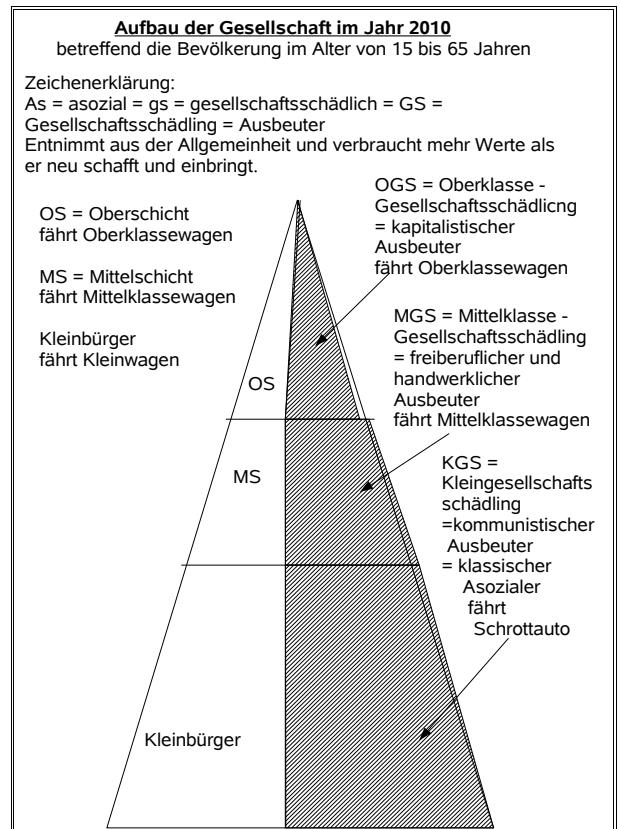 Aufbau der Gesellschaft im Jahr 2010
betreffend die Bevölkerung im Alter von 15 bis 65 Jahren
Zeichenerklärung:
As = asozial = gs = gesellschaftsschädlich = GS =
Gesellschaftsschädling = Ausbeuter
Entnimmt aus der Allgemeinheit und verbraucht mehr Werte als
er neu schafft und einbringt.
OS = Oberschicht
fährt Oberklassewagen
MS = Mittelschicht
fährt Mittelklassewagen
Kleinbürger
fährt Kleinwagen
OGS = Oberklasse -
Gesellschaftsschädlicng
= kapitalistischer
Ausbeuter
fährt Oberklassewagen
MGS = Mittelklasse -
Gesellschaftsschädling
= freiberuflicher und
handwerklicher
Ausbeuter
fährt Mittelklassewagen
KGS =
Kleingesellschafts
schädling
=kommunistischer
Ausbeuter
= klassischer
Asozialer
fährt
Schrottauto
OS
MS
Kleinbürger